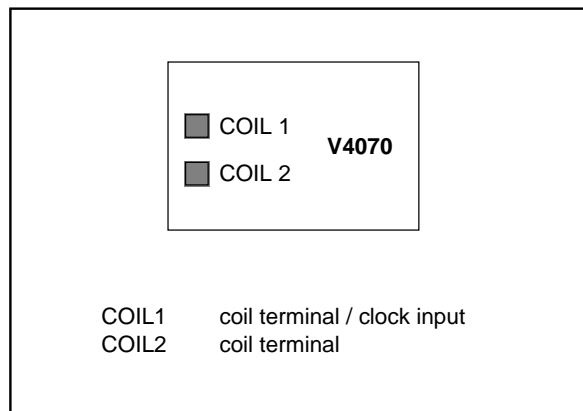 COIL 1
V4070
COIL 2
COIL1 coil terminal / clock input
COIL2 coil terminal